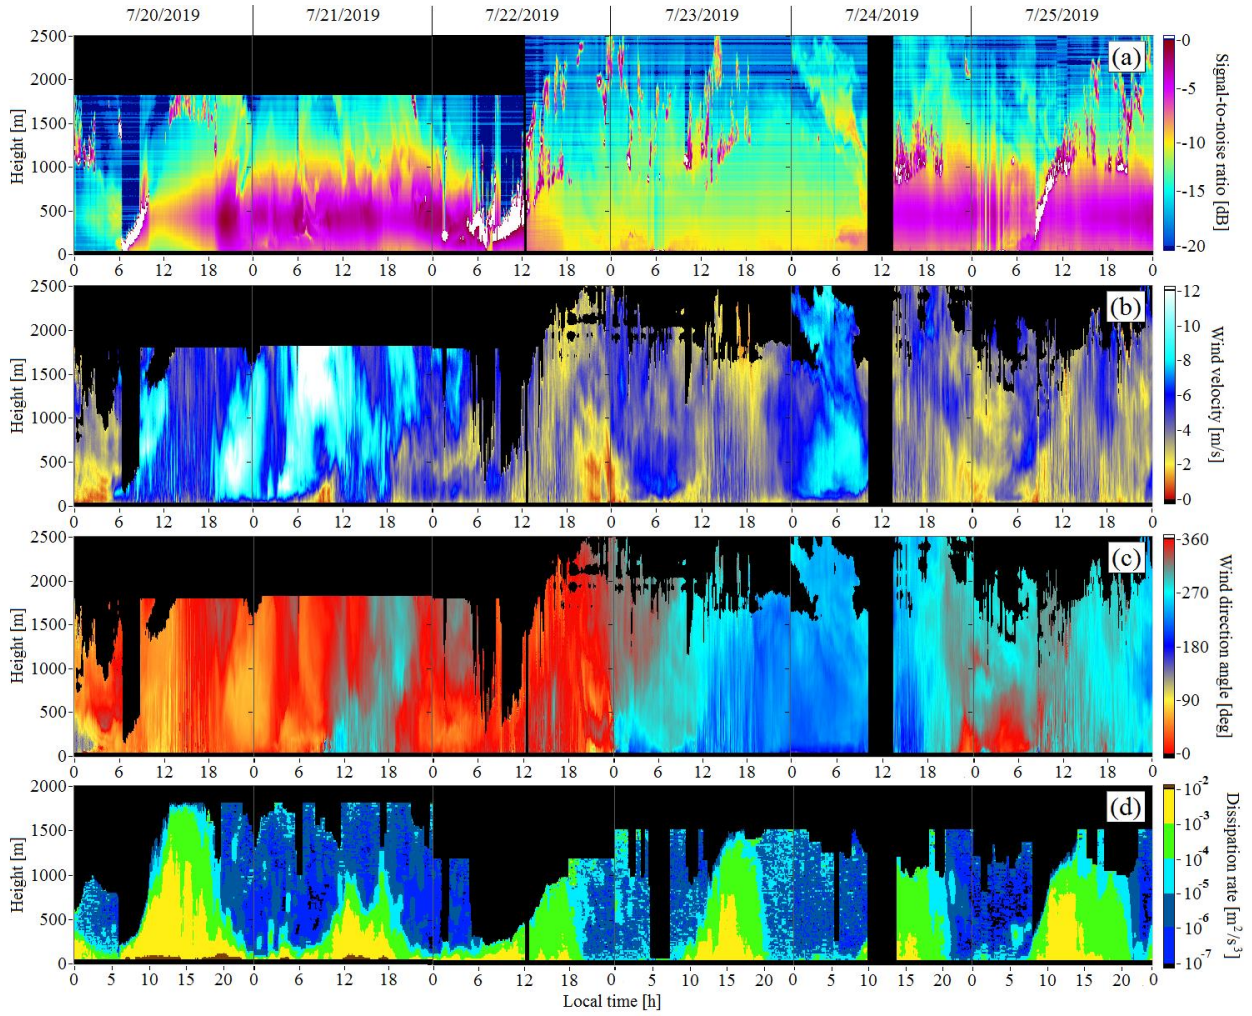 7/20/2019 7/21/2019 7/22/2019 7/23/2019 7/24/2019 7/25/2019
(a)
2500
2000
1500
1000
500
0
Height [m]
0 6 12 18 0 6 12 18 0 6 12 18 0 6 12 18 0 6 12 18 0 6 12 18 0
-0
-5
-10
-15
-20
Signal-to-noise ratio [dB]
(b)
2500
2000
1500
1000
500
0
Height [m]
0 6 12 18 0 6 12 18 0 6 12 18 0 6 12 18 0 6 12 18 0 6 12 18 0
12
10
8
6
4
2
0
Wind velocity [m/s]
(c)
2500
2000
1500
1000
500
0
Height [m]
0 6 12 18 0 6 12 18 0 6 12 18 0 6 12 18 0 6 12 18 0 6 12 18 0
360
270
180
90
0
Wind direction angle [deg]
(d)
2000
1500
1000
500
0
Height [m]
0 5 10 15 20 0 6 12 18 0 6 12 18 0 5 10 15 20 0 5 10 15 20 0 5 10 15 20 0
10⁻²
10⁻³
10⁻⁴
10⁻⁵
10⁻⁶
10⁻⁷
10⁻⁷
Dissipation rate [m²/s³]
Local time [h]